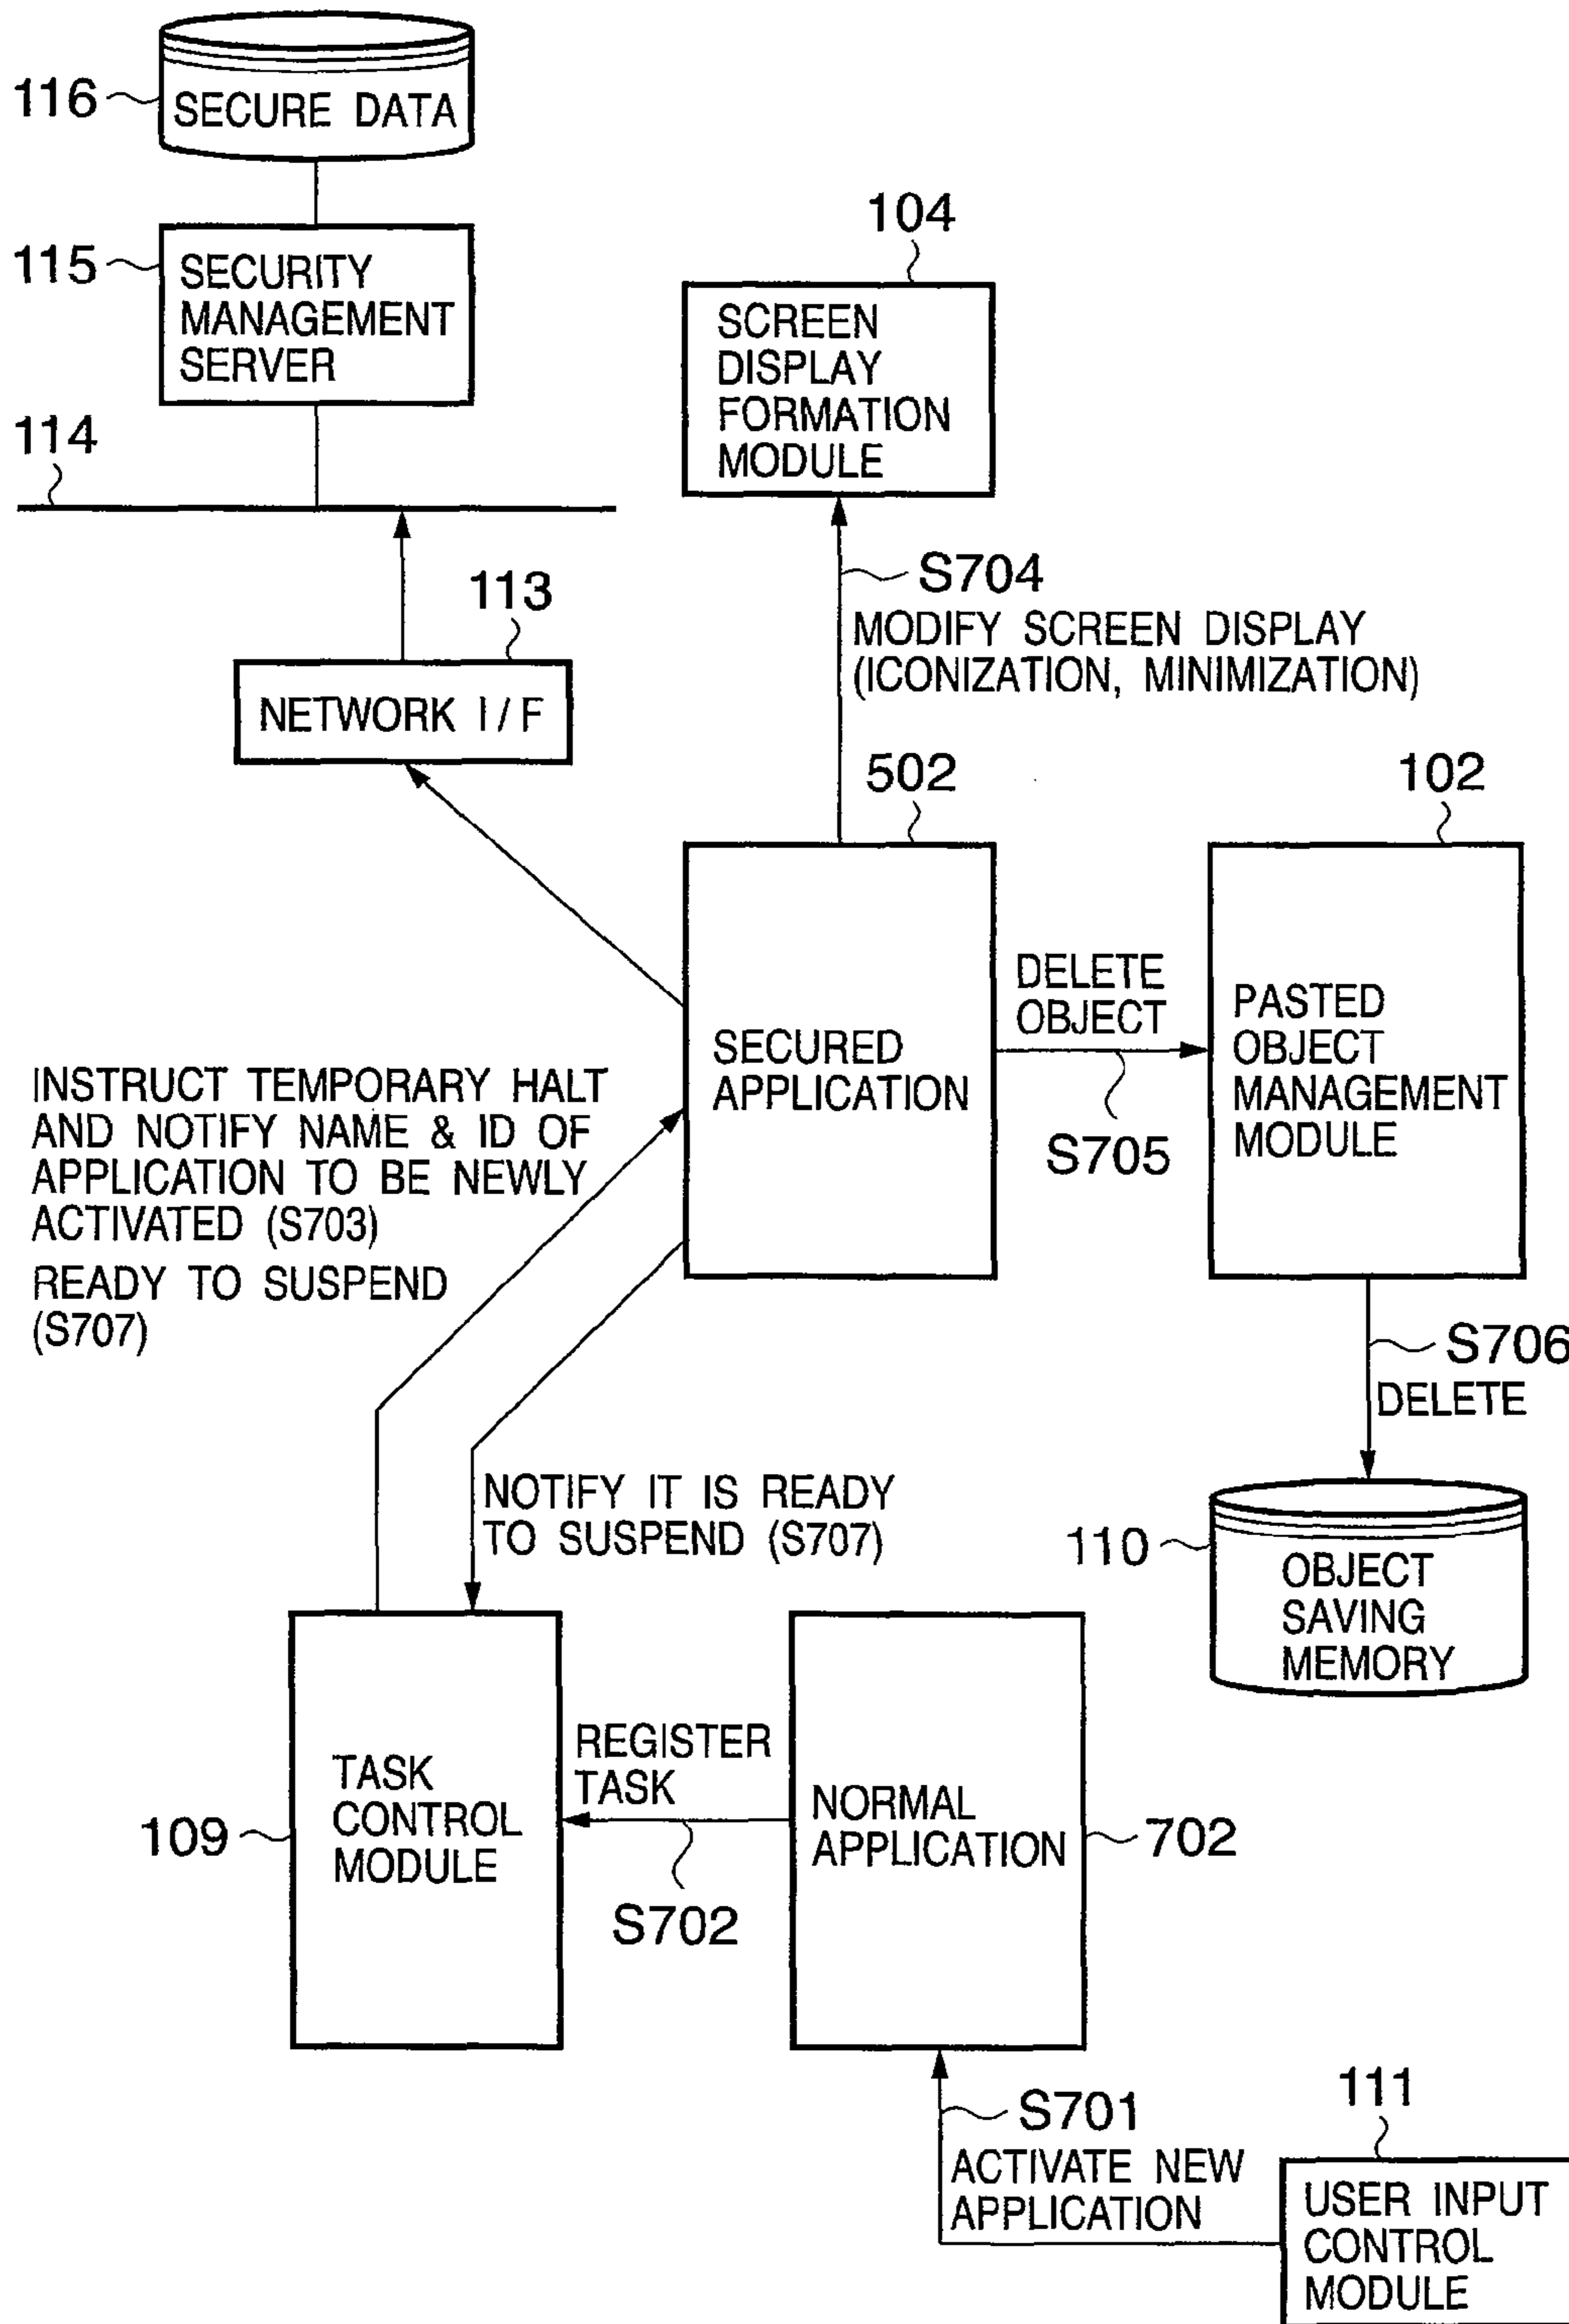 116
SECURE DATA
115
SECURITY
MANAGEMENT
SERVER
114
104
SCREEN
DISPLAY
FORMATION
MODULE
S704
MODIFY SCREEN DISPLAY
(ICONIZATION, MINIMIZATION)
113
NETWORK I/F
502
SECURED
APPLICATION
102
PASTED
OBJECT
MANAGEMENT
MODULE
DELETE
OBJECT
S705
INSTRUCT TEMPORARY HALT
AND NOTIFY NAME & ID OF
APPLICATION TO BE NEWLY
ACTIVATED (S703)
READY TO SUSPEND
(S707)
S706
DELETE
NOTIFY IT IS READY
TO SUSPEND (S707)
110
OBJECT
SAVING
MEMORY
109
TASK
CONTROL
MODULE
REGISTER
TASK
S702
NORMAL
APPLICATION
702
S701
ACTIVATE NEW
APPLICATION
111
USER INPUT
CONTROL
MODULE